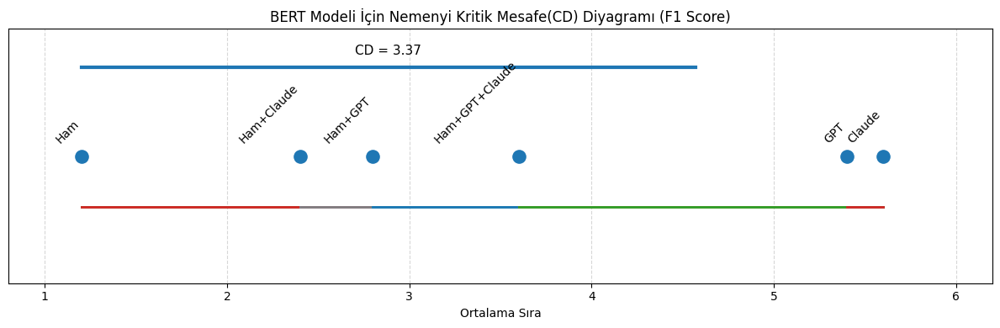 BERT Modeli İçin Nemenyi Kritik Mesafe(CD) Diyagramı (F1 Score)
CD = 3.37
Ham
Ham+Claude
Ham+GPT
Ham+GPT+Claude
GPT
Claude
1
2
3
4
5
6
Ortalama Sıra